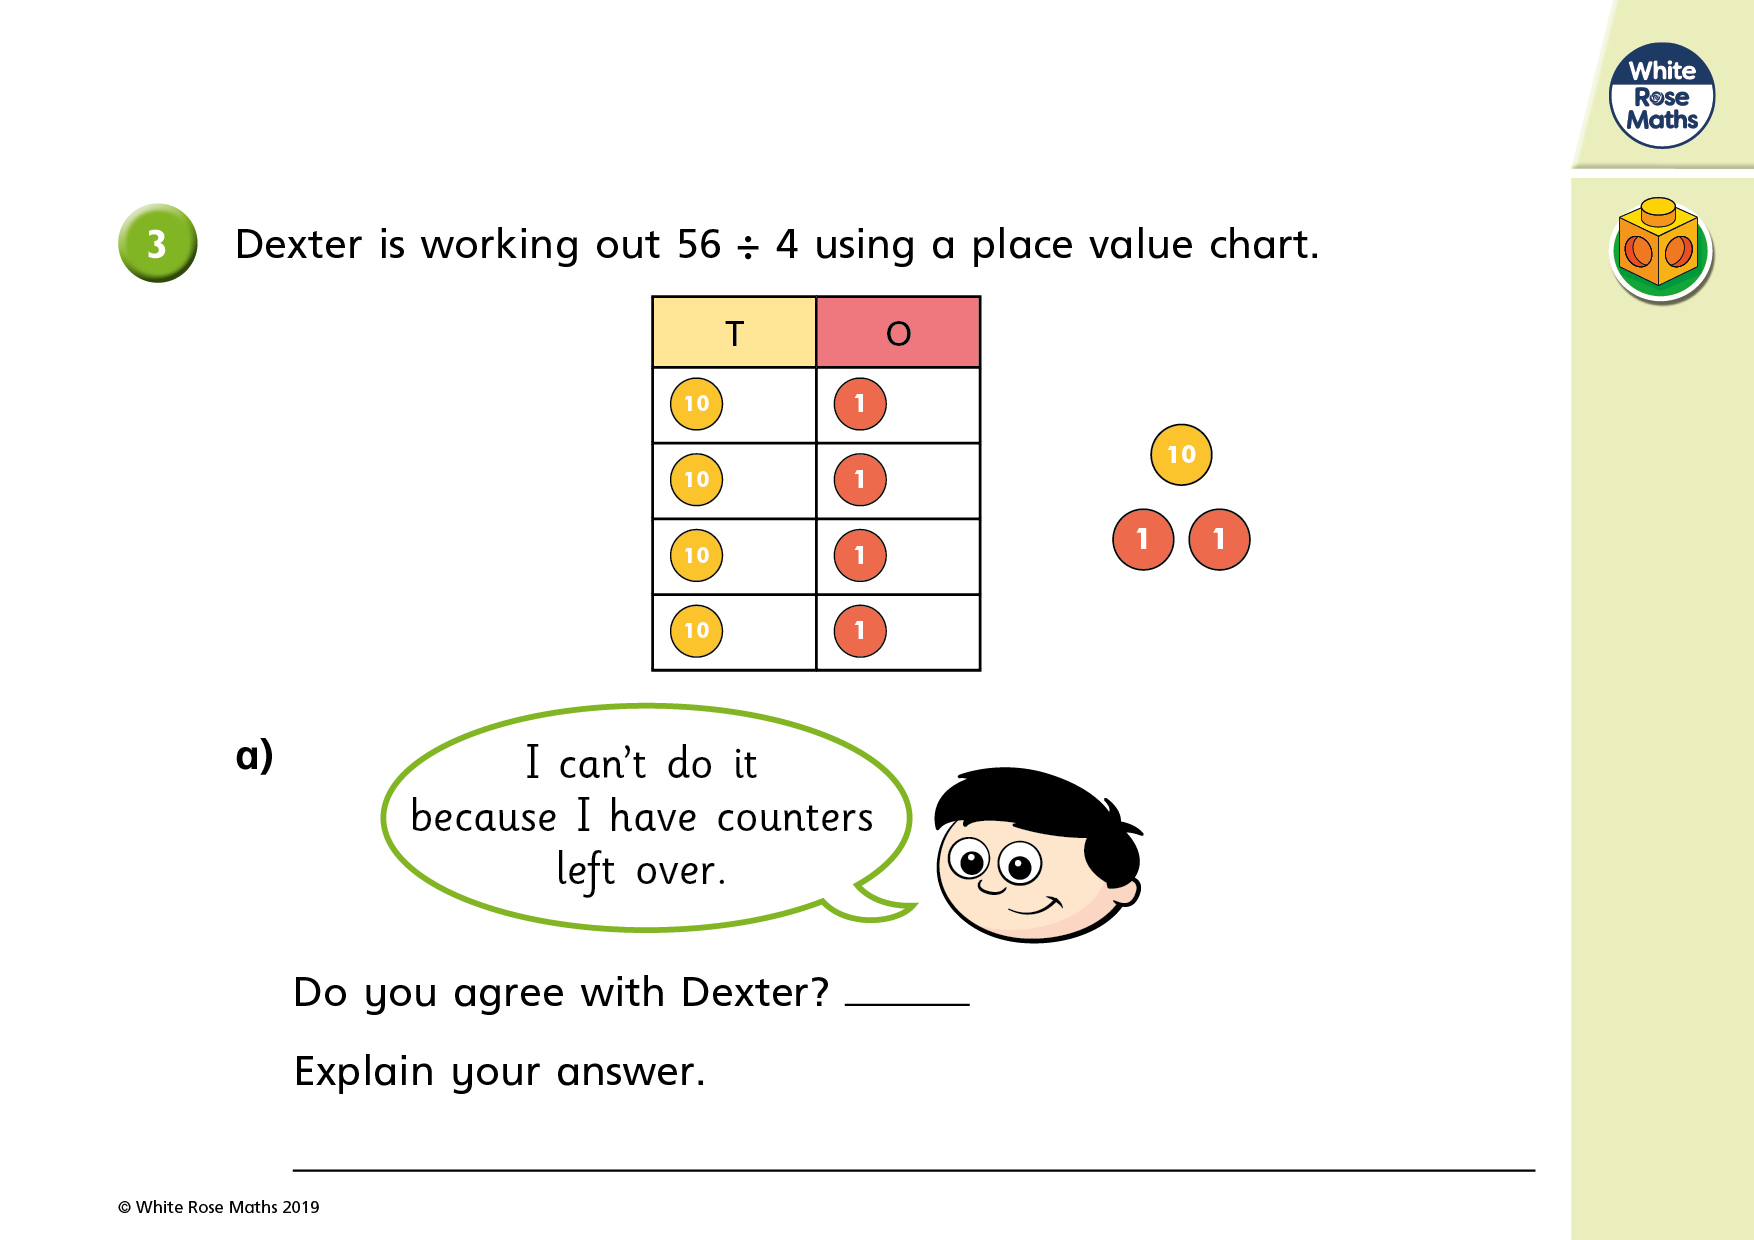 White
Rose
Maths
3 Dexter is working out 56 ÷ 4 using a place value chart.
T O
10 1
10 1
10 1
10 1
10
1 1
a)
I can't do it
because I have counters
left over.
Do you agree with Dexter? ______
Explain your answer.
© White Rose Maths 2019